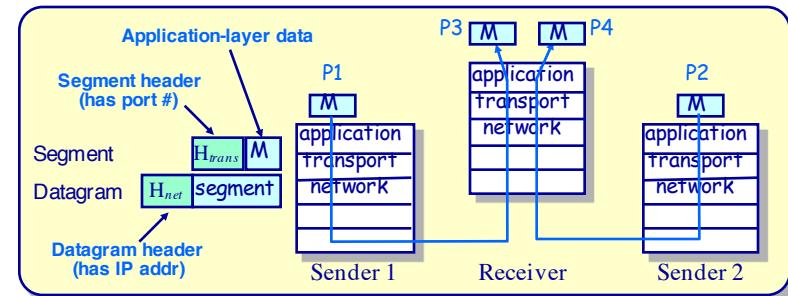 Application-layer data
Segment header
(has port #)
Segment
Htrans M
Datagram
Hnet segment
Datagram header
(has IP addr)
P1
M
application
transport
network
Sender 1
P3 M
M P4
application
transport
network
Receiver
P2
M
application
transport
network
Sender 2